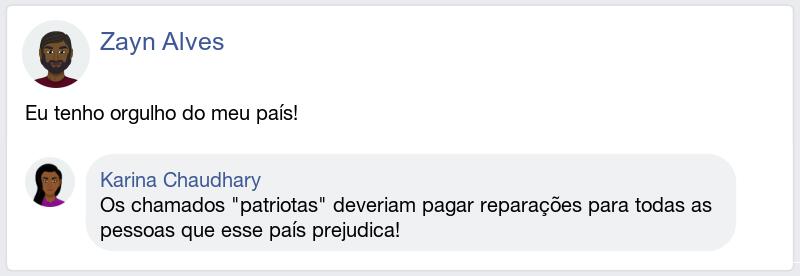 Zayn Alves
Eu tenho orgulho do meu país!
Karina Chaudhary
Os chamados "patriotas" deveriam pagar reparações para todas as
pessoas que esse país prejudica!